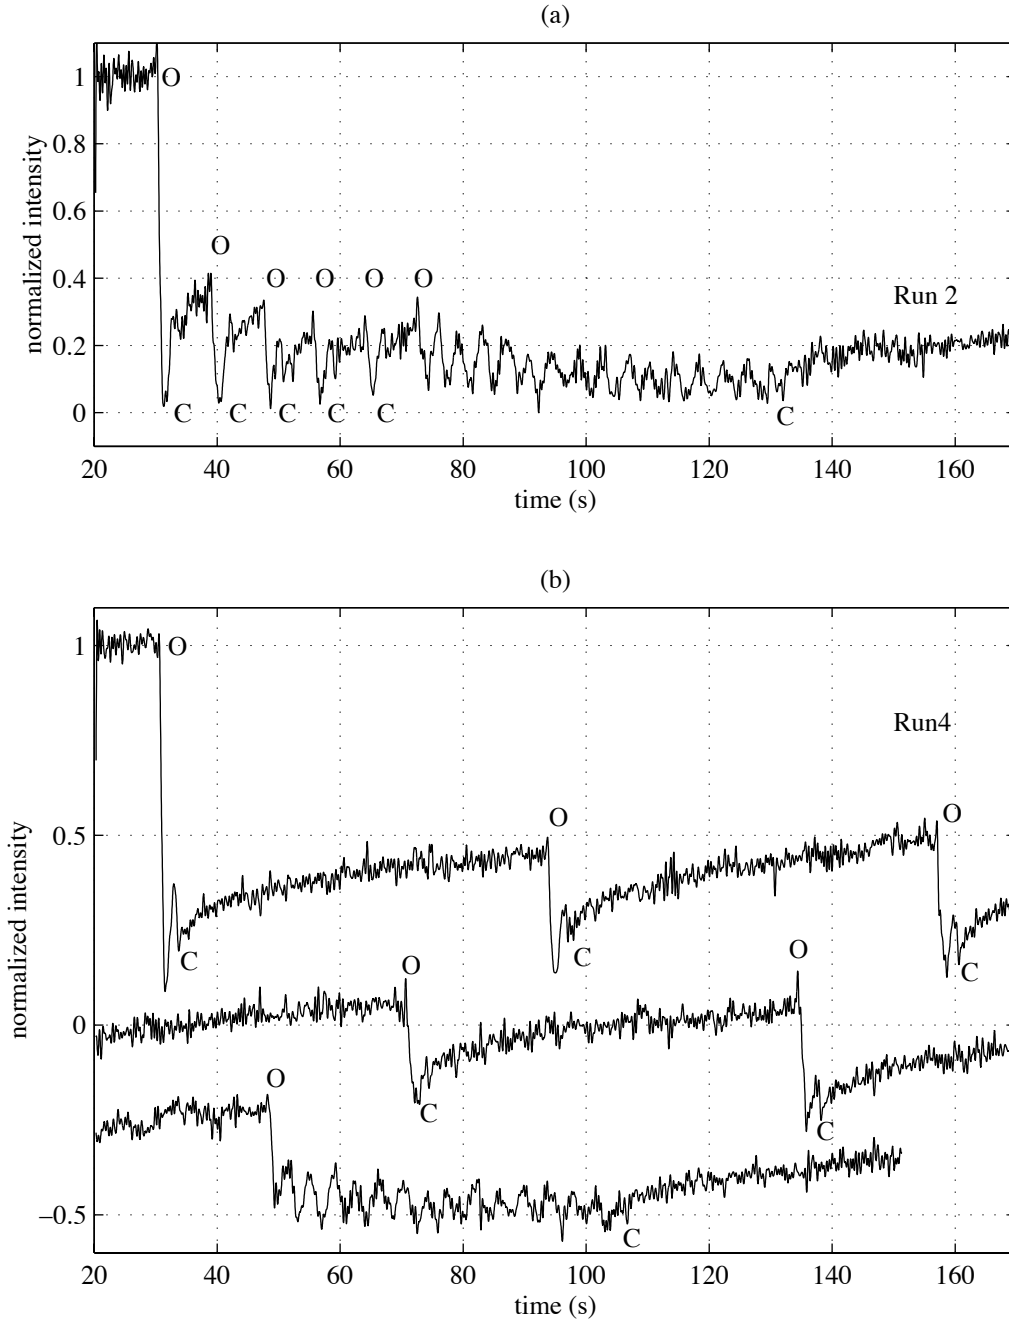 (a)
normalized intensity
1
0.8
0.6
0.4
0.2
0
O
O
O O O O
Run 2
C C C C C C
20 40 60 80 100 120 140 160
time (s)
(b)
normalized intensity
1
0.5
0
−0.5
O
Run4
O O
C C C
O O
C C
O
C
20 40 60 80 100 120 140 160
time (s)